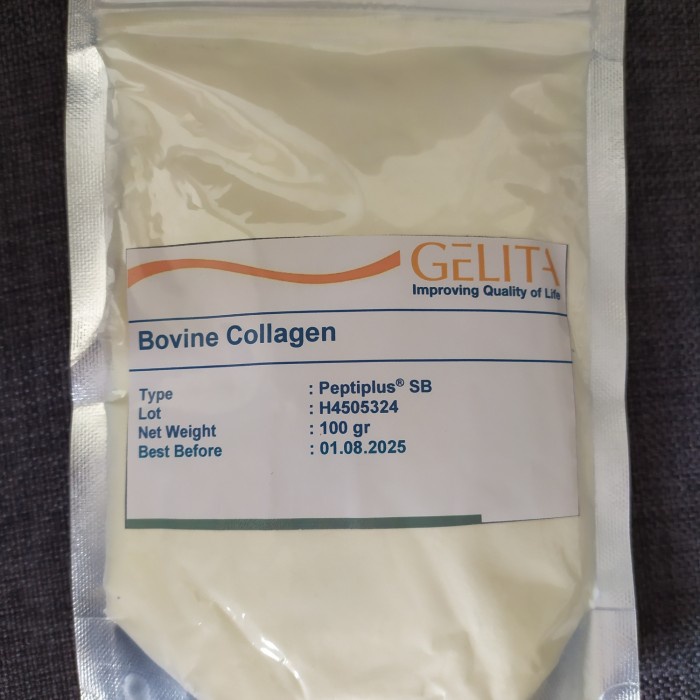 GELITA
Improving Quality of Life
Bovine Collagen
Type : Peptiplus® SB
Lot : H4505324
Net Weight : 100 gr
Best Before : 01.08.2025